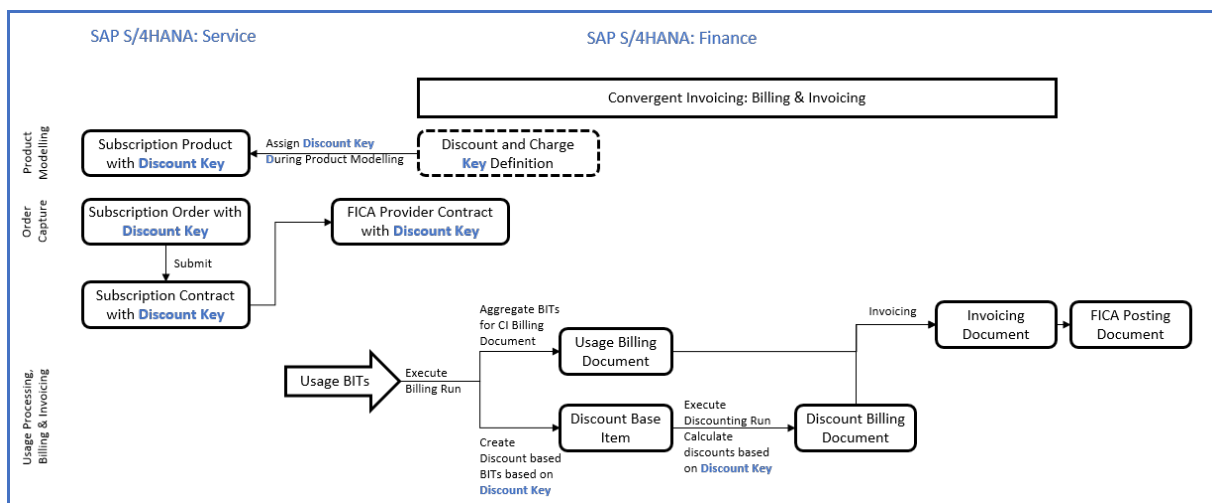 SAP S/4HANA: Service
SAP S/4HANA: Finance
Convergent Invoicing: Billing & Invoicing
Product
Modelling
Subscription Product
with Discount Key
Assign Discount Key
During Product Modelling
Discount and Charge
Key Definition
Order
Capture
Subscription Order with
Discount Key
FICA Provider Contract
with Discount Key
Submit
Subscription Contract
with Discount Key
Usage Processing,
Billing & Invoicing
Usage BITs
Execute
Billing Run
Aggregate BITs
for CI Billing
Document
Usage Billing
Document
Invoicing
Invoicing
Document
FICA Posting
Document
Create
Discount based
BITs based on
Discount Key
Discount Base
Item
Execute
Discounting Run
Calculate
discounts based
on Discount Key
Discount Billing
Document